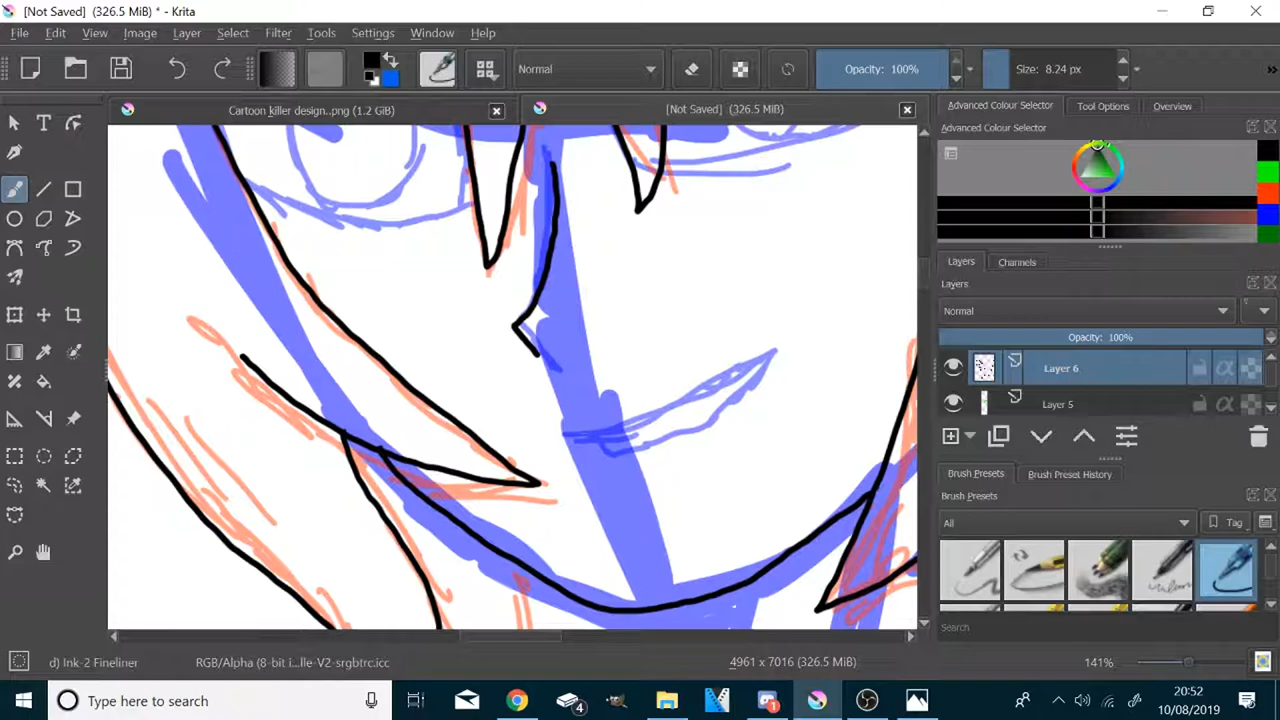 [Not Saved] (326.5 MiB) * - Krita
File Edit View Image Layer Select Filter Tools Settings Window Help
Normal
Opacity: 100%
Size: 8.24 px
Cartoon killer design..png (1.2 GiB)
[Not Saved] (326.5 MiB)
Advanced Colour Selector
Tool Options
Overview
Advanced Colour Selector
Layers
Channels
Layers
Normal
Opacity: 100%
Layer 6
Layer 5
Brush Presets
Brush Preset History
Brush Presets
All
Tag
Search
d) Ink-2 Fineliner
RGB/Alpha (8-bit i...lle-V2-srgbtrc.icc
4961 x 7016 (326.5 MiB)
141%
Type here to search
4
1
20:52
10/08/2019